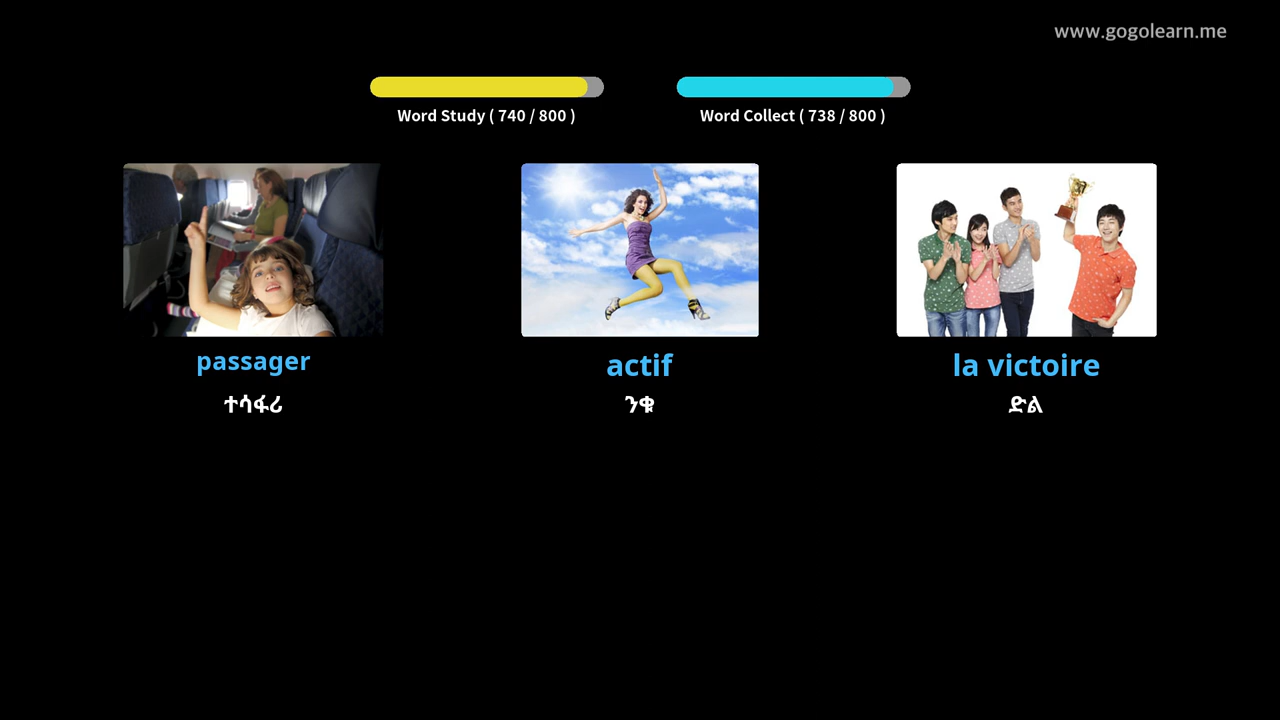 www.gogolearn.me
Word Study ( 740 / 800 )
Word Collect ( 738 / 800 )
passager
actif
la victoire
ተሳፋሪ
ንቁ
ድል